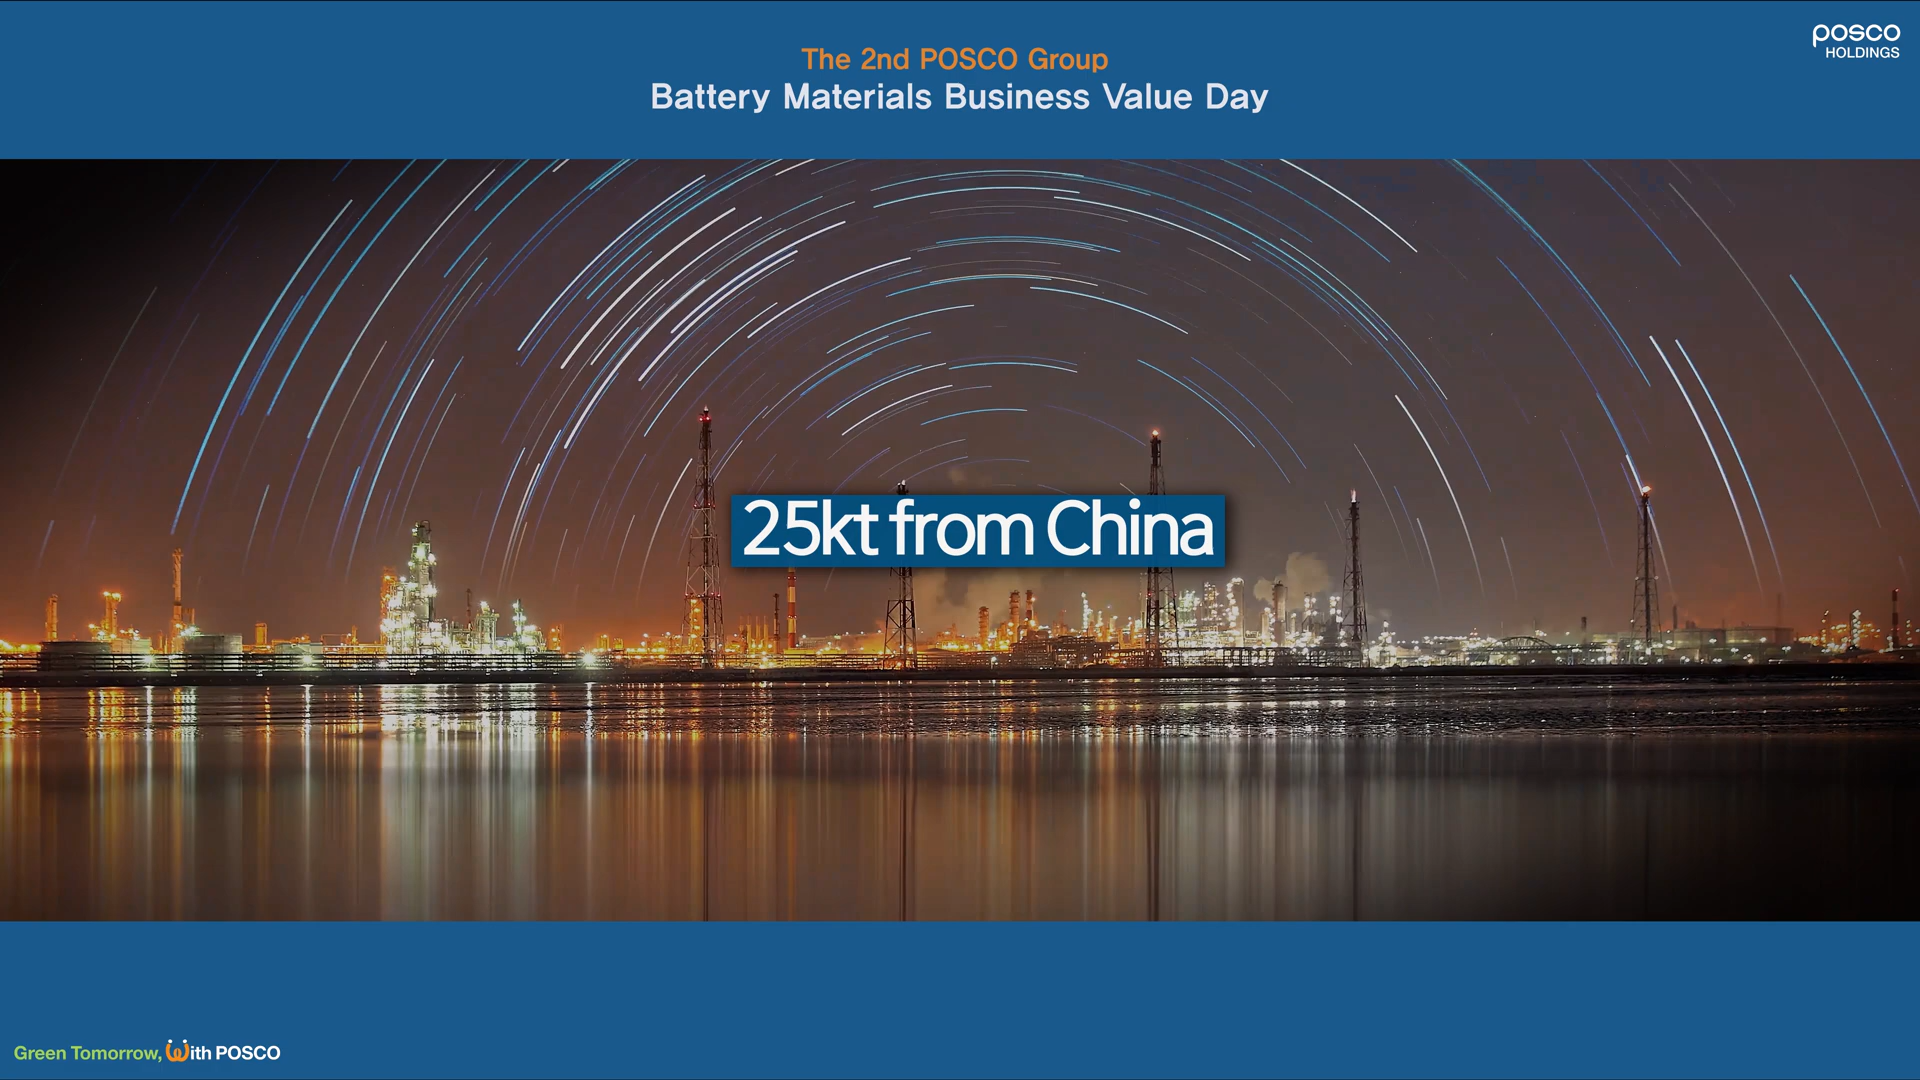 posco
HOLDINGS
The 2nd POSCO Group
Battery Materials Business Value Day
25kt from China
Green Tomorrow, With POSCO